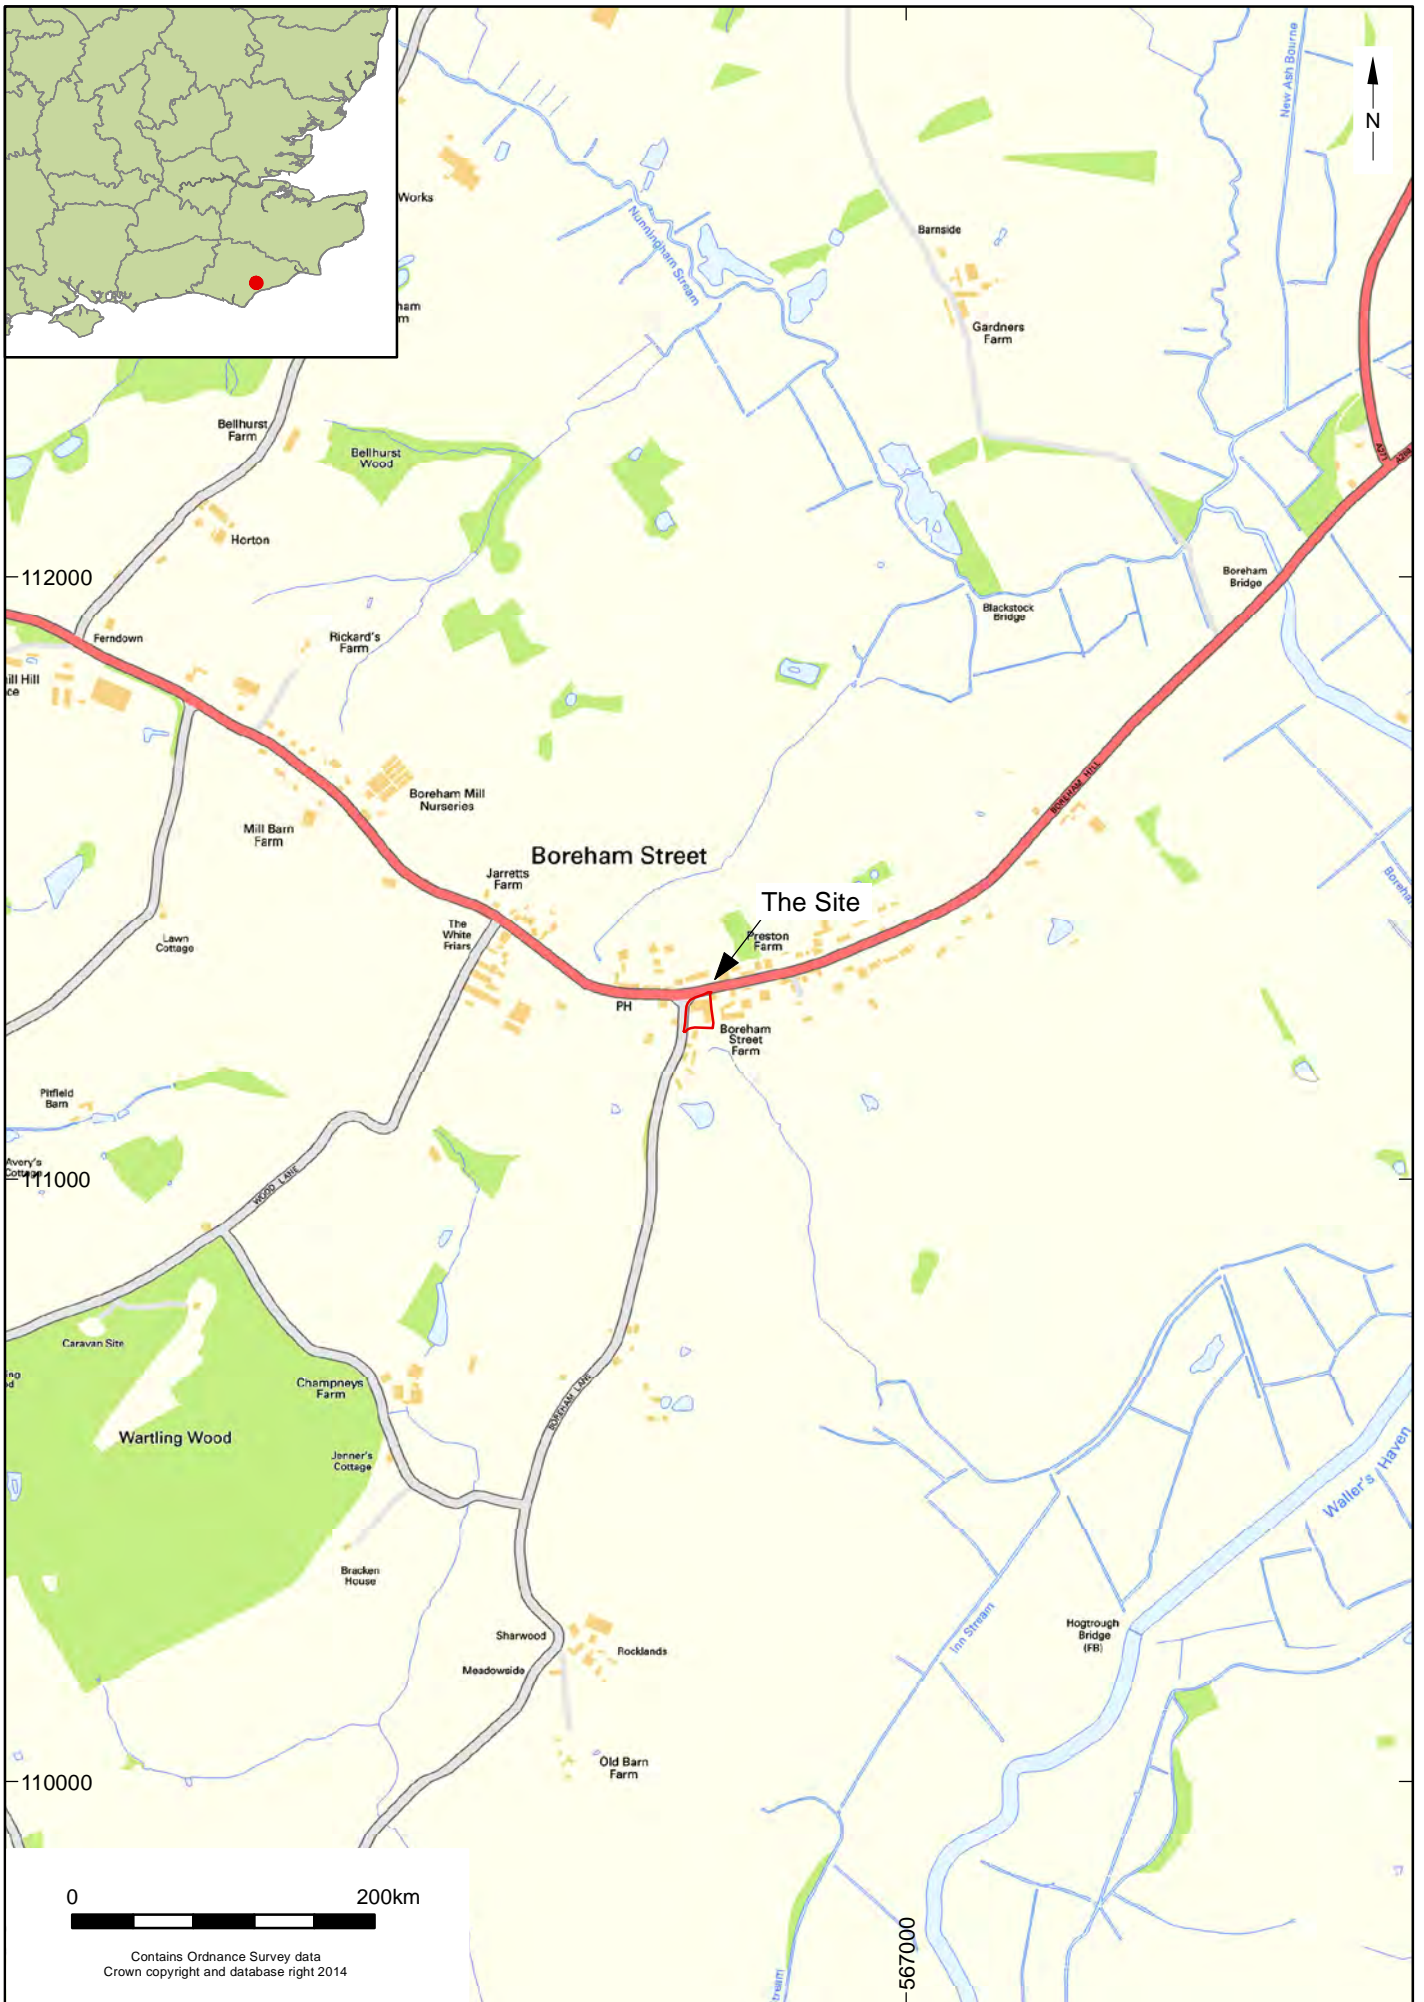 New Ash Bourne
N
Works
Nunningham Stream
Barnside
Gardners
Farm
Bellhurst
Farm
Bellhurst
Wood
A271
Horton
112000
Boreham
Bridge
Blackstock
Bridge
Ferndown
Rickard's
Farm
BOREHAM HILL
Boreham Mill
Nurseries
Mill Barn
Farm
Boreham Street
Jarretts
Farm
The Site
The
White
Friars
Lawn
Cottage
Preston
Farm
PH
Boreham
Street
Farm
Pitfield
Barn
Avery's
Cottage
111000
WOOD LANE
Caravan Site
Champneys
Farm
BOREHAM LANE
Wartling Wood
Jenner's
Cottage
Waller's Haven
Bracken
House
Inn Stream
Hogtrough
Bridge
(FB)
Sharwood
Rocklands
Meadowside
Old Barn
Farm
110000
0 200km
567000
Contains Ordnance Survey data
Crown copyright and database right 2014